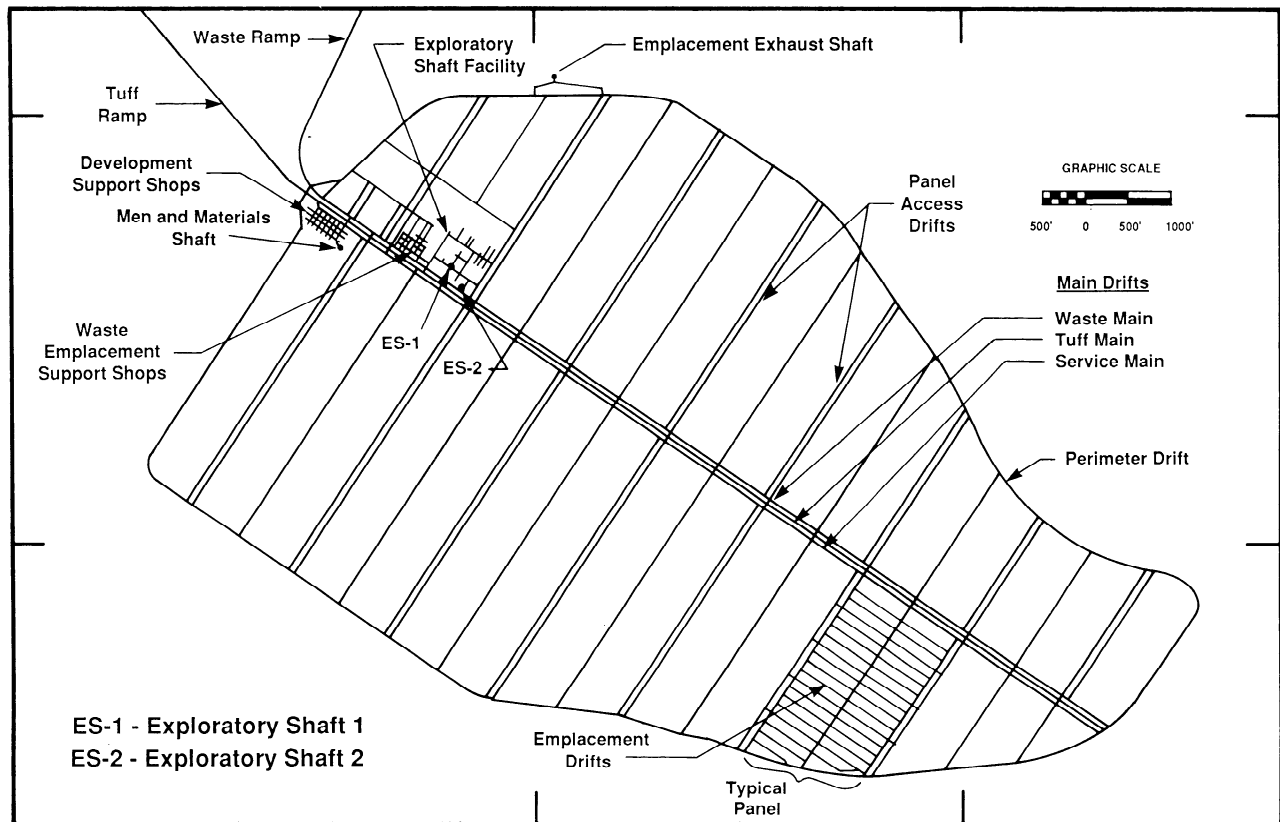 Waste Ramp
Exploratory
Shaft Facility
Emplacement Exhaust Shaft
Tuff
Ramp
Development
Support Shops
Men and Materials
Shaft
Panel
Access
Drifts
GRAPHIC SCALE
500' 0 500' 1000'
Main Drifts
Waste Main
Tuff Main
Service Main
Waste
Emplacement
Support Shops
ES-1
ES-2
Perimeter Drift
ES-1 - Exploratory Shaft 1
ES-2 - Exploratory Shaft 2
Emplacement
Drifts
Typical
Panel